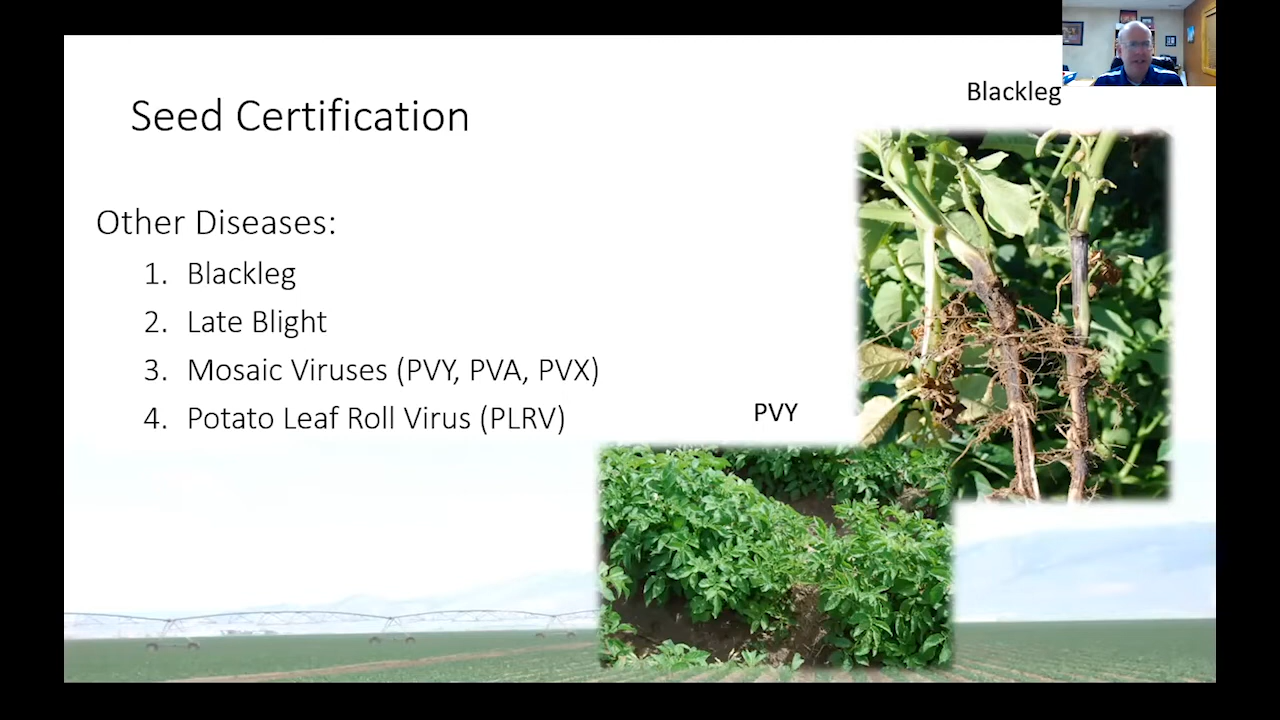 Seed Certification
Blackleg
Other Diseases:
1. Blackleg
2. Late Blight
3. Mosaic Viruses (PVY, PVA, PVX)
4. Potato Leaf Roll Virus (PLRV)
PVY